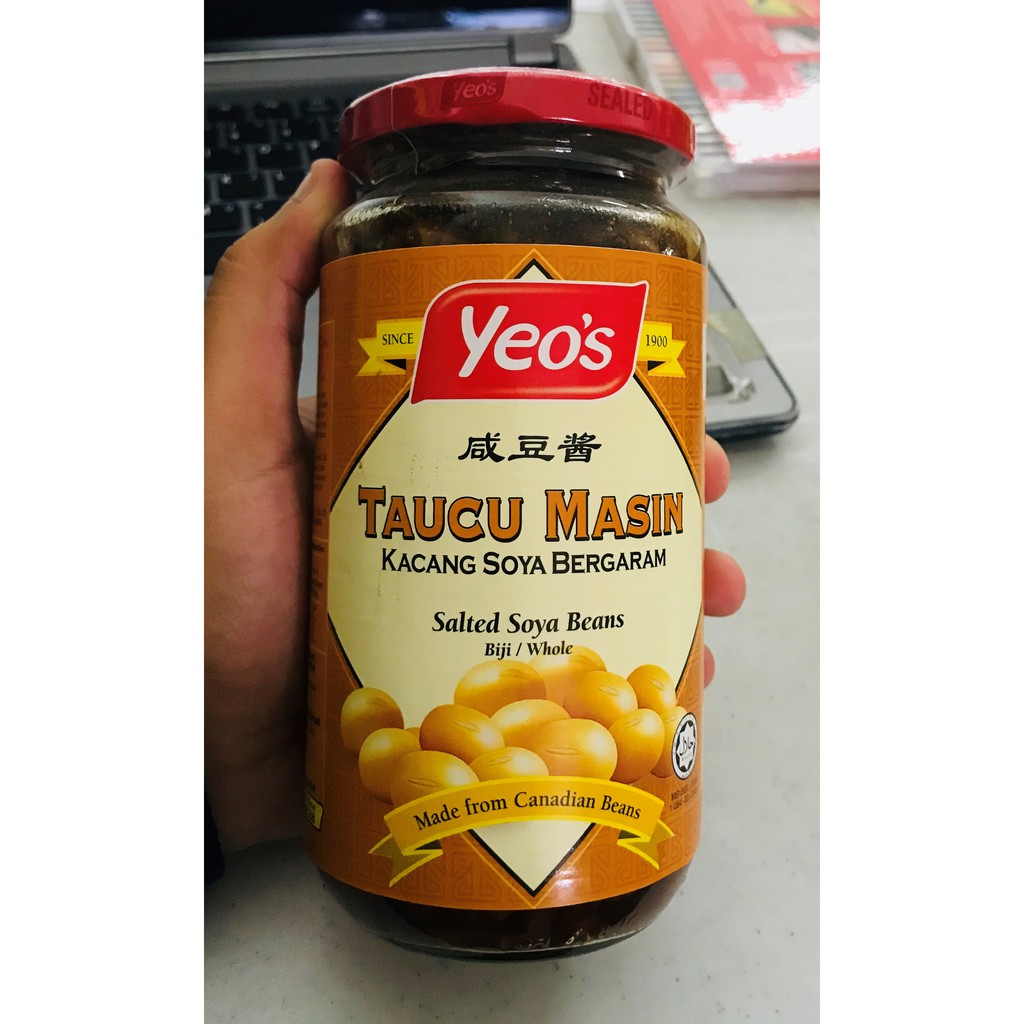 Yeo's
SEALED
SINCE
Yeo's
1900
咸豆酱
TAUCU MASIN
KACANG SOYA BERGARAM
Salted Soya Beans
Biji / Whole
Made from Canadian Beans